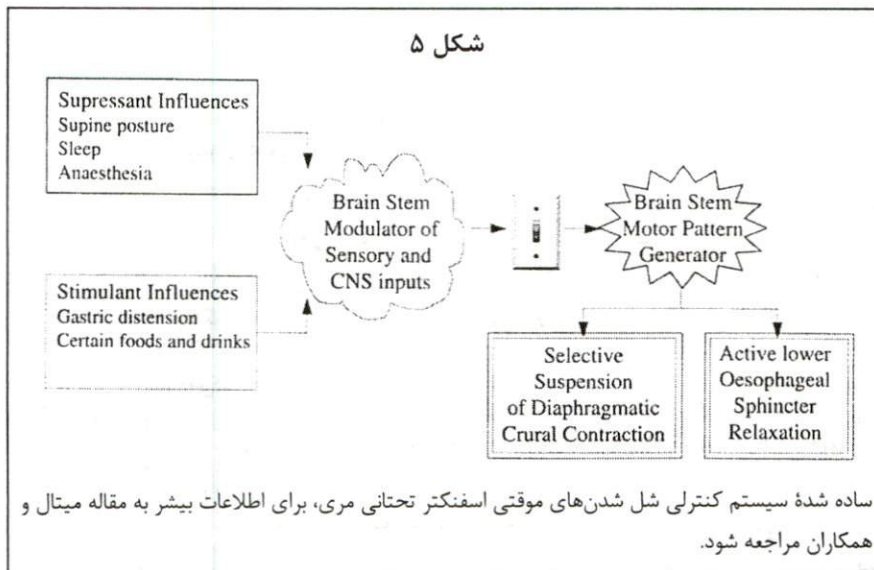 شکل ۵
Supressant Influences
Supine posture
Sleep
Anaesthesia
Stimulant Influences
Gastric distension
Certain foods and drinks
Brain Stem
Modulator of
Sensory and
CNS inputs
Brain Stem
Motor Pattern
Generator
Selective
Suspension
of Diaphragmatic
Crural Contraction
Active lower
Oesophageal
Sphincter
Relaxation
ساده شدهٔ سیستم کنترلی شل شدن‌های موقتی اسفنکتر تحتانی مری، برای اطلاعات بیشر به مقاله میتال و
همکاران مراجعه شود.